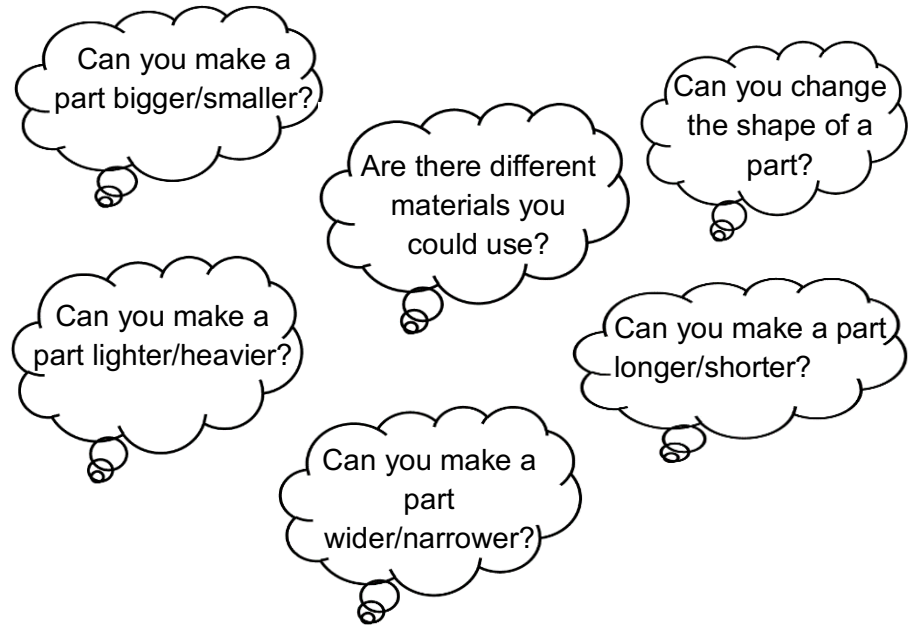 Can you make a
part bigger/smaller?
Can you change
the shape of a
part?
Are there different
materials you
could use?
Can you make a
part lighter/heavier?
Can you make a part
longer/shorter?
Can you make a
part
wider/narrower?